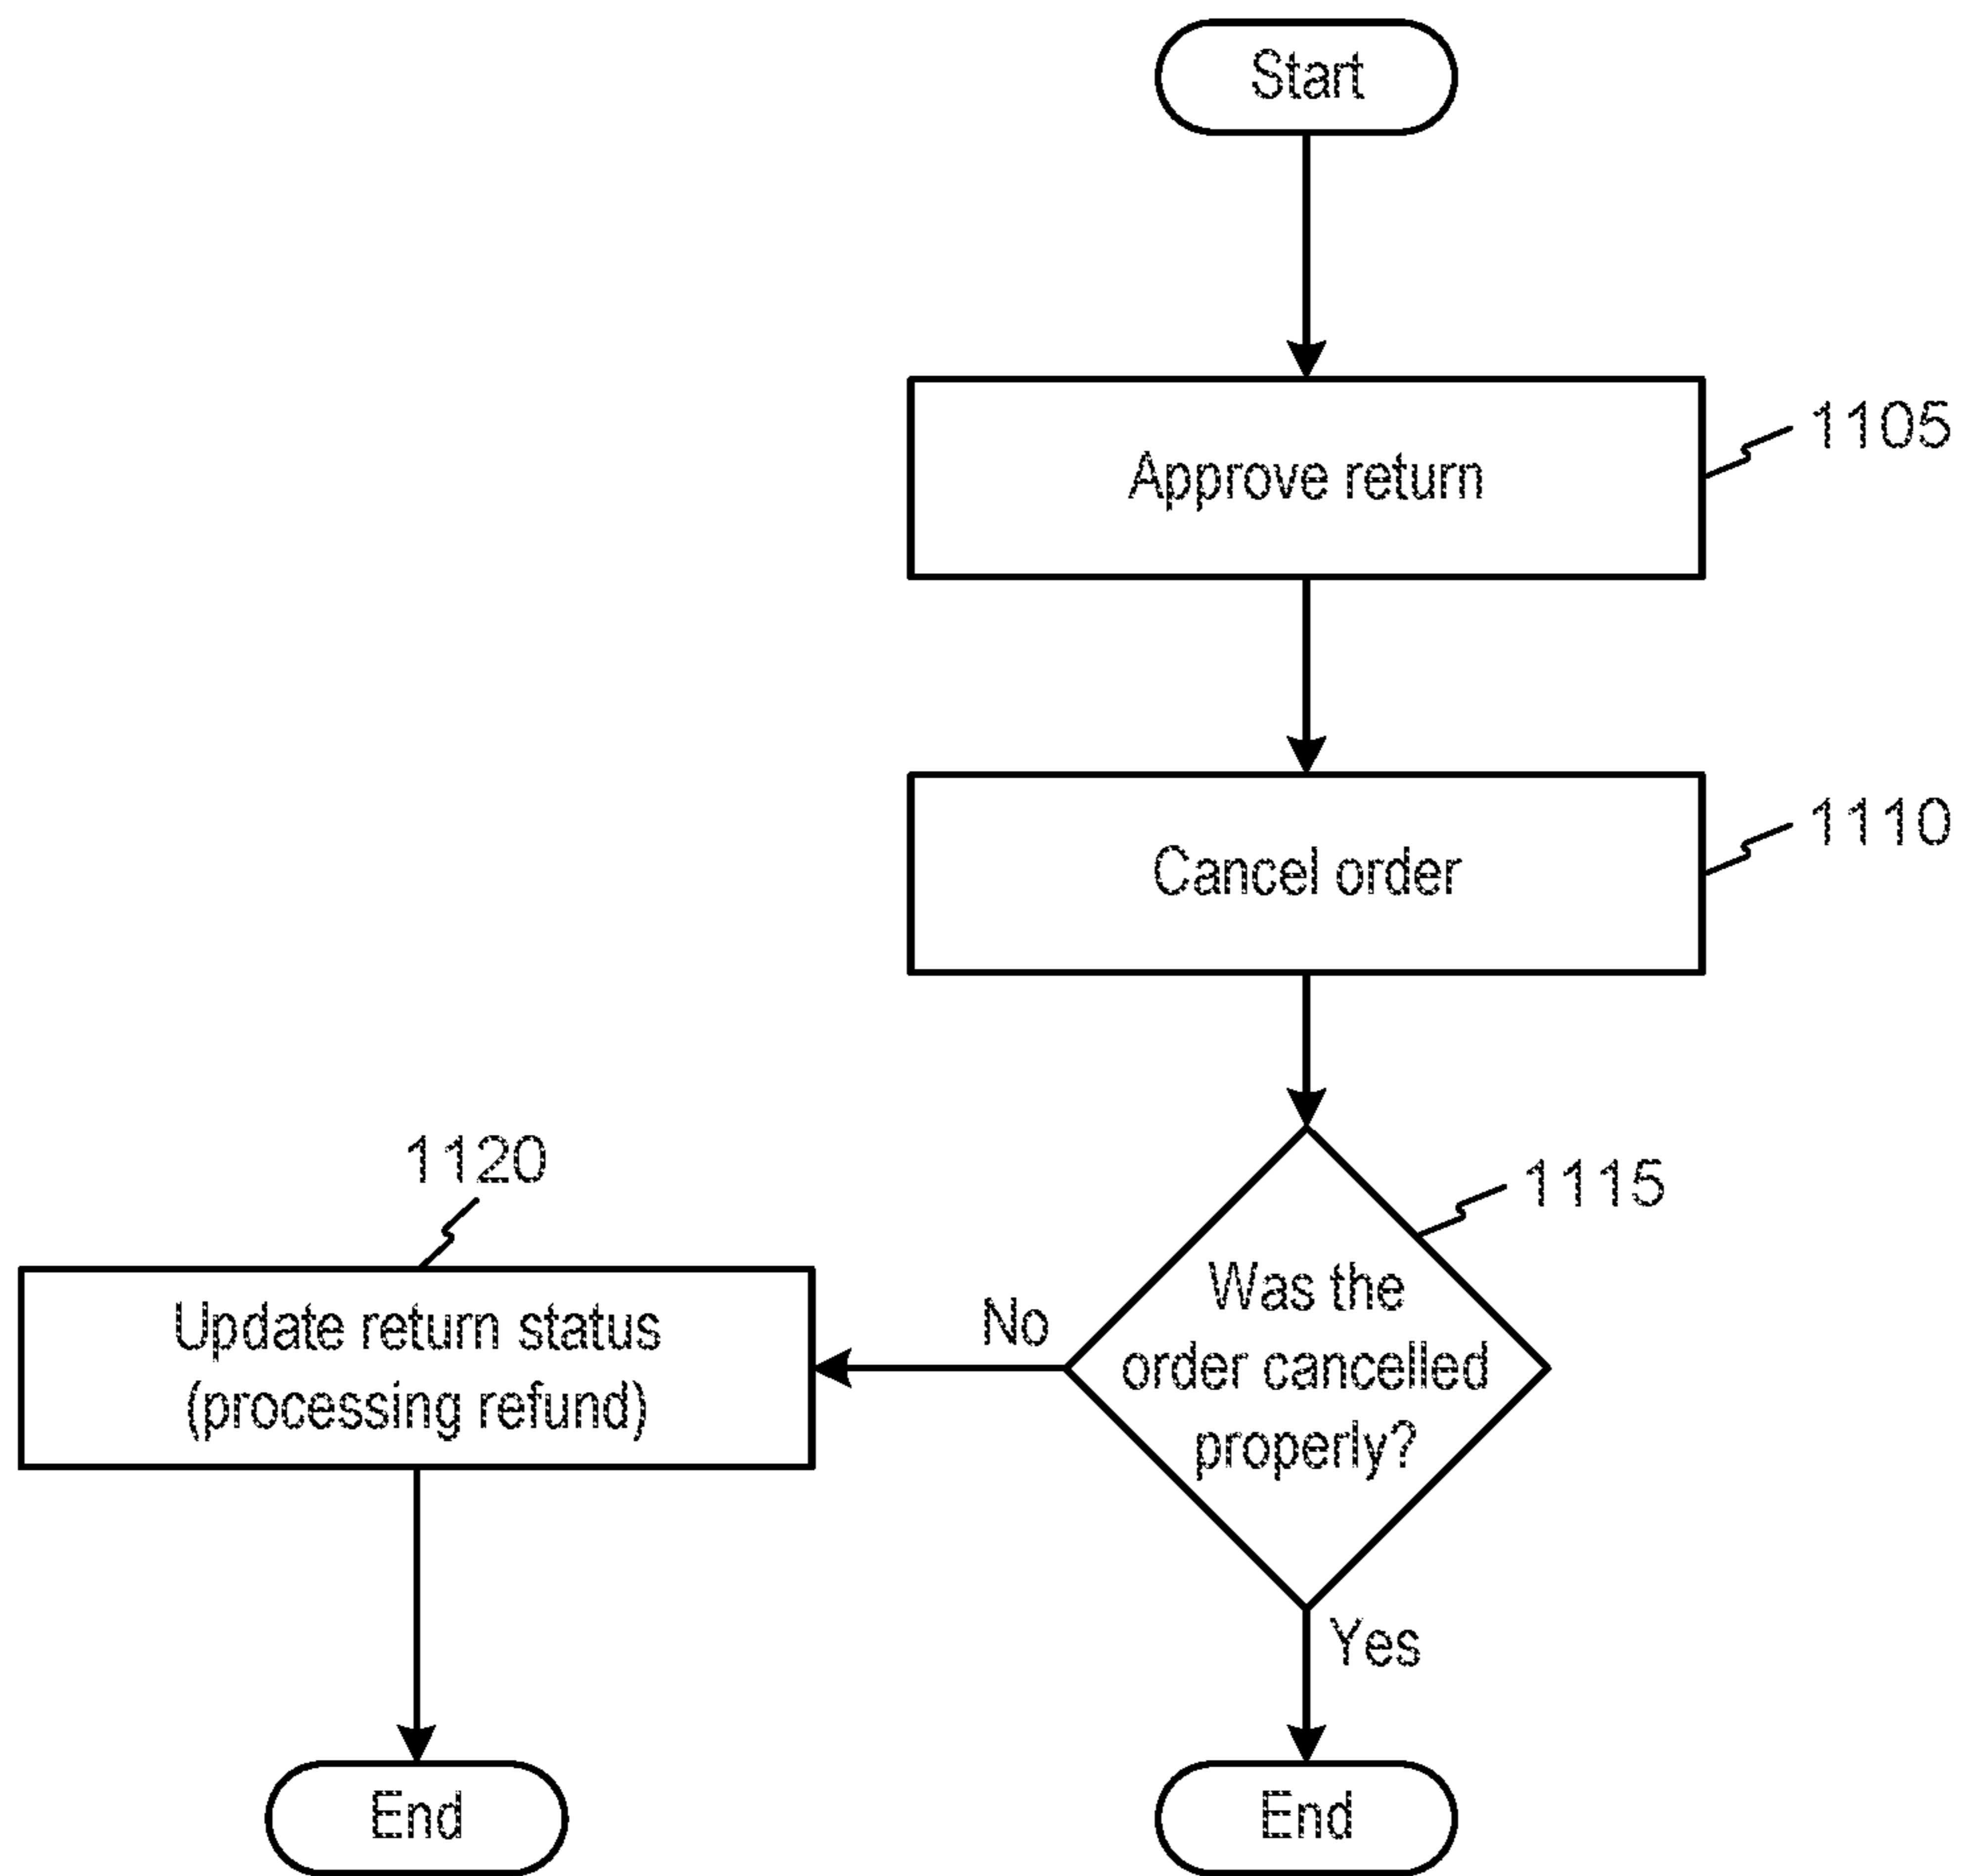 Start
Approve return
1105
Cancel order
1110
1120
1115
Update return status
(processing refund)
No
Was the
order cancelled
properly?
Yes
End
End